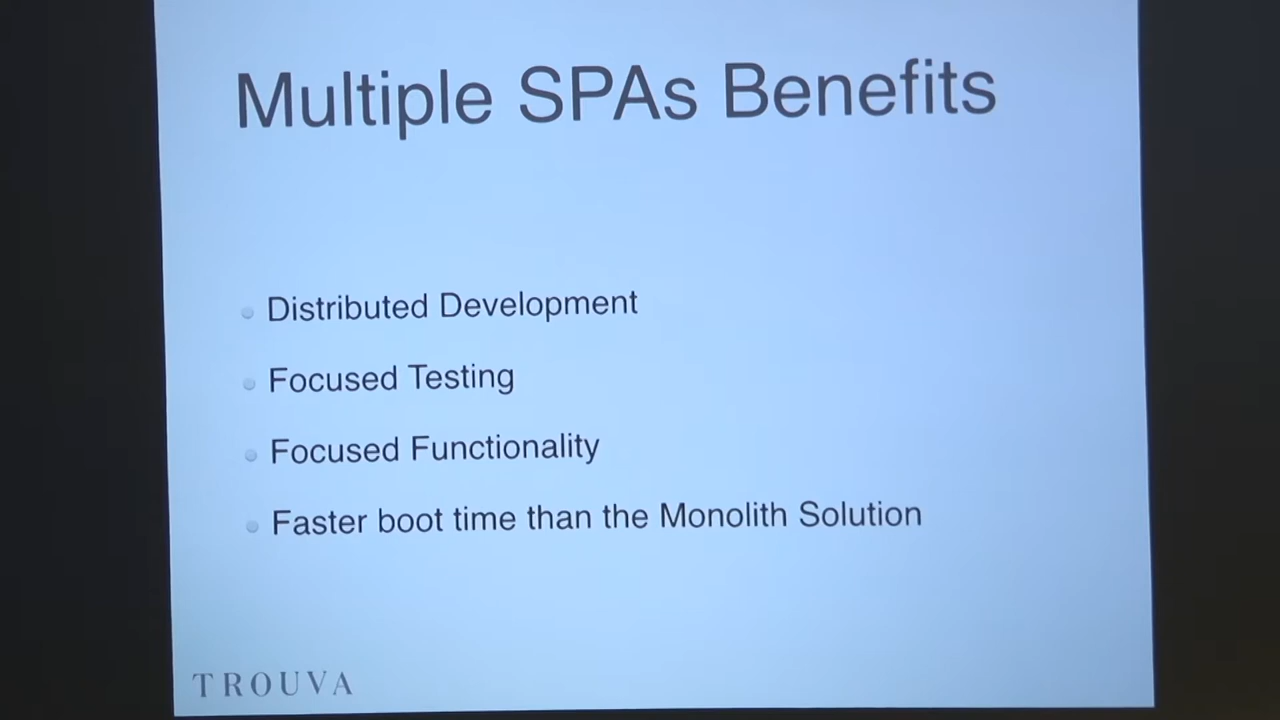 Multiple SPAs Benefits
Distributed Development
Focused Testing
Focused Functionality
Faster boot time than the Monolith Solution
TROUVA